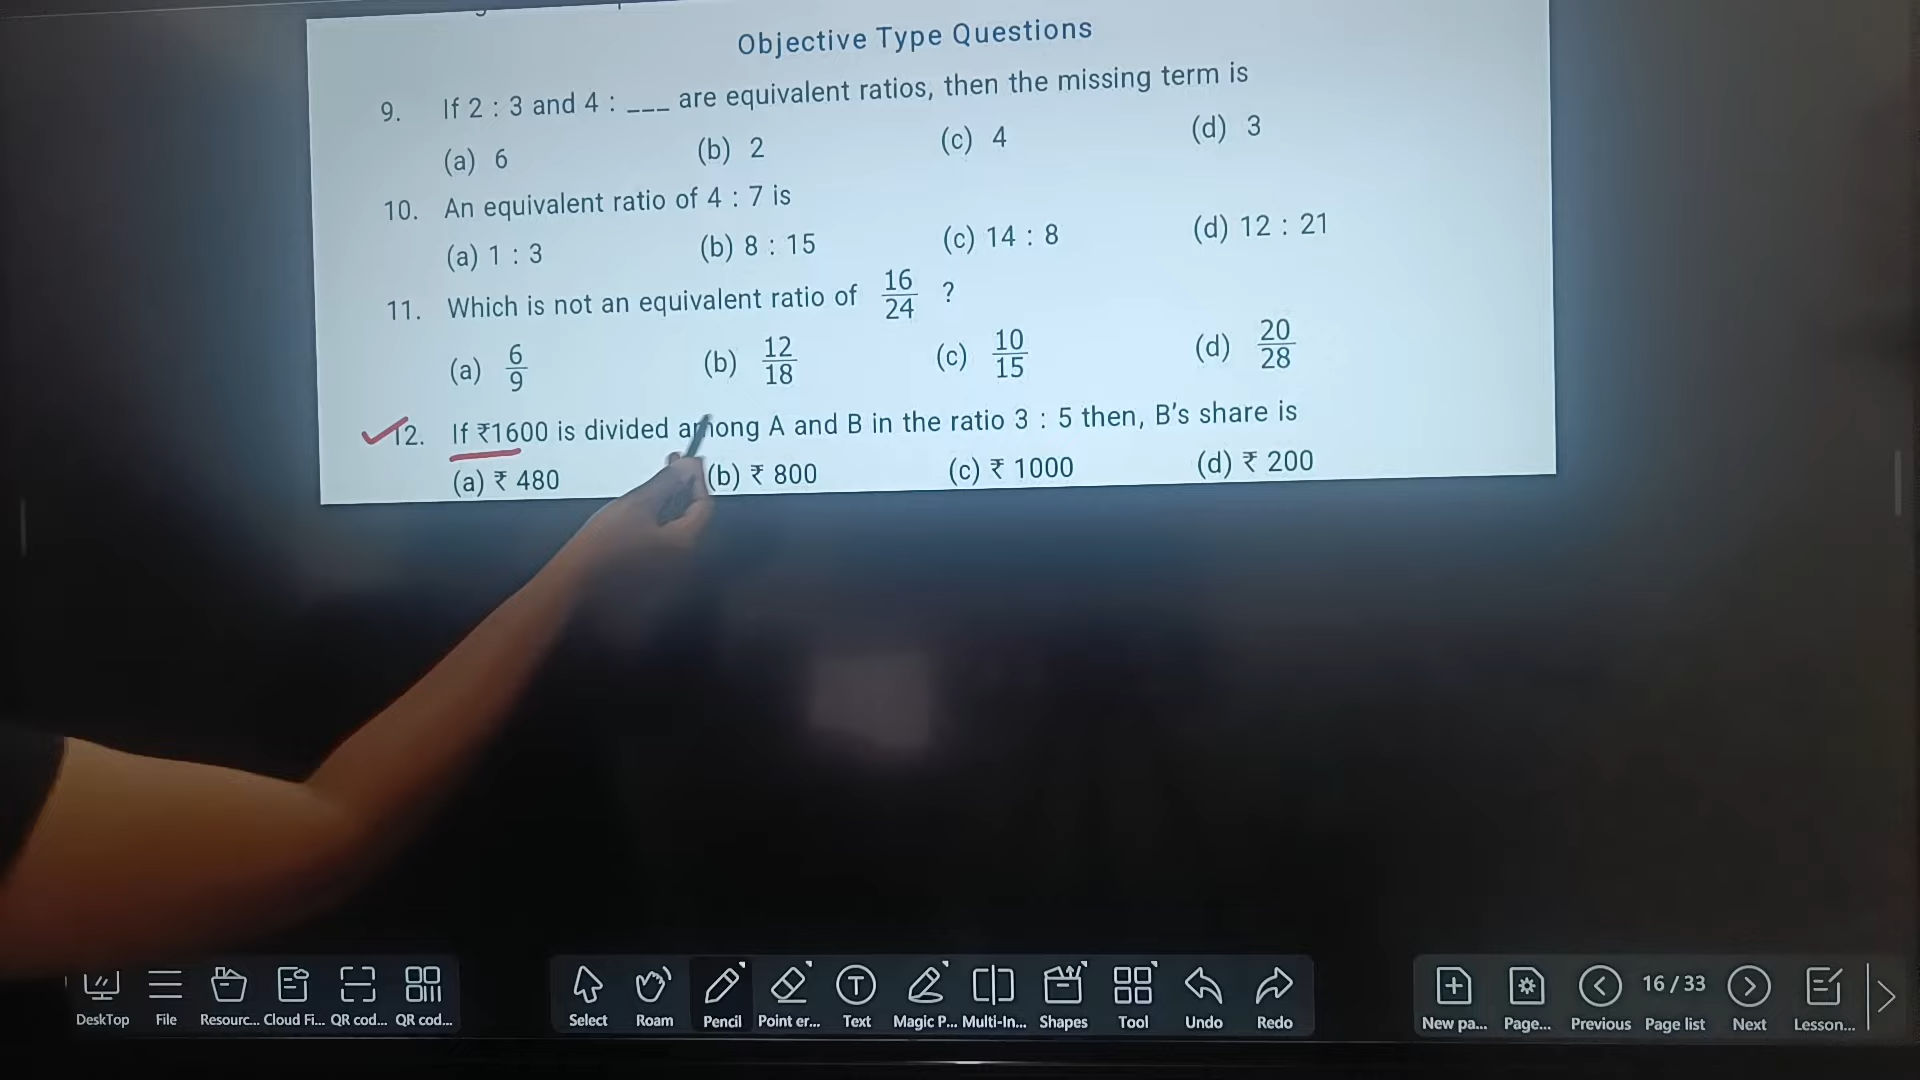 Objective Type Questions
9. If 2 : 3 and 4 : ___ are equivalent ratios, then the missing term is
(a) 6 (b) 2 (c) 4 (d) 3
10. An equivalent ratio of 4 : 7 is
(a) 1 : 3 (b) 8 : 15 (c) 14 : 8 (d) 12 : 21
11. Which is not an equivalent ratio of 16/24 ?
(a) 6/9 (b) 12/18 (c) 10/15 (d) 20/28
12. If ₹1600 is divided among A and B in the ratio 3 : 5 then, B's share is
(a) ₹ 480 (b) ₹ 800 (c) ₹ 1000 (d) ₹ 200
16 / 33
DeskTop File Resourc... Cloud Fi... QR cod... QR cod... Select Roam Pencil Point er... Text Magic P... Multi-In... Shapes Tool Undo Redo New pa... Page... Previous Page list Next Lesson...